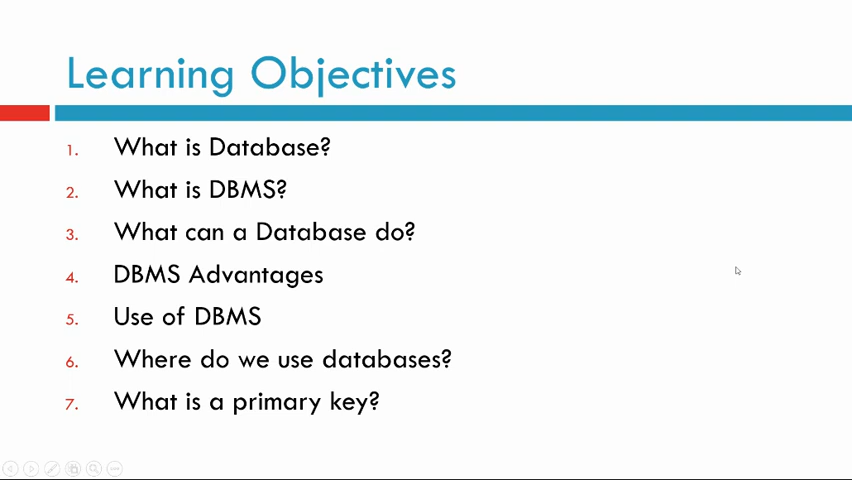 Learning Objectives
1. What is Database?
2. What is DBMS?
3. What can a Database do?
4. DBMS Advantages
5. Use of DBMS
6. Where do we use databases?
7. What is a primary key?